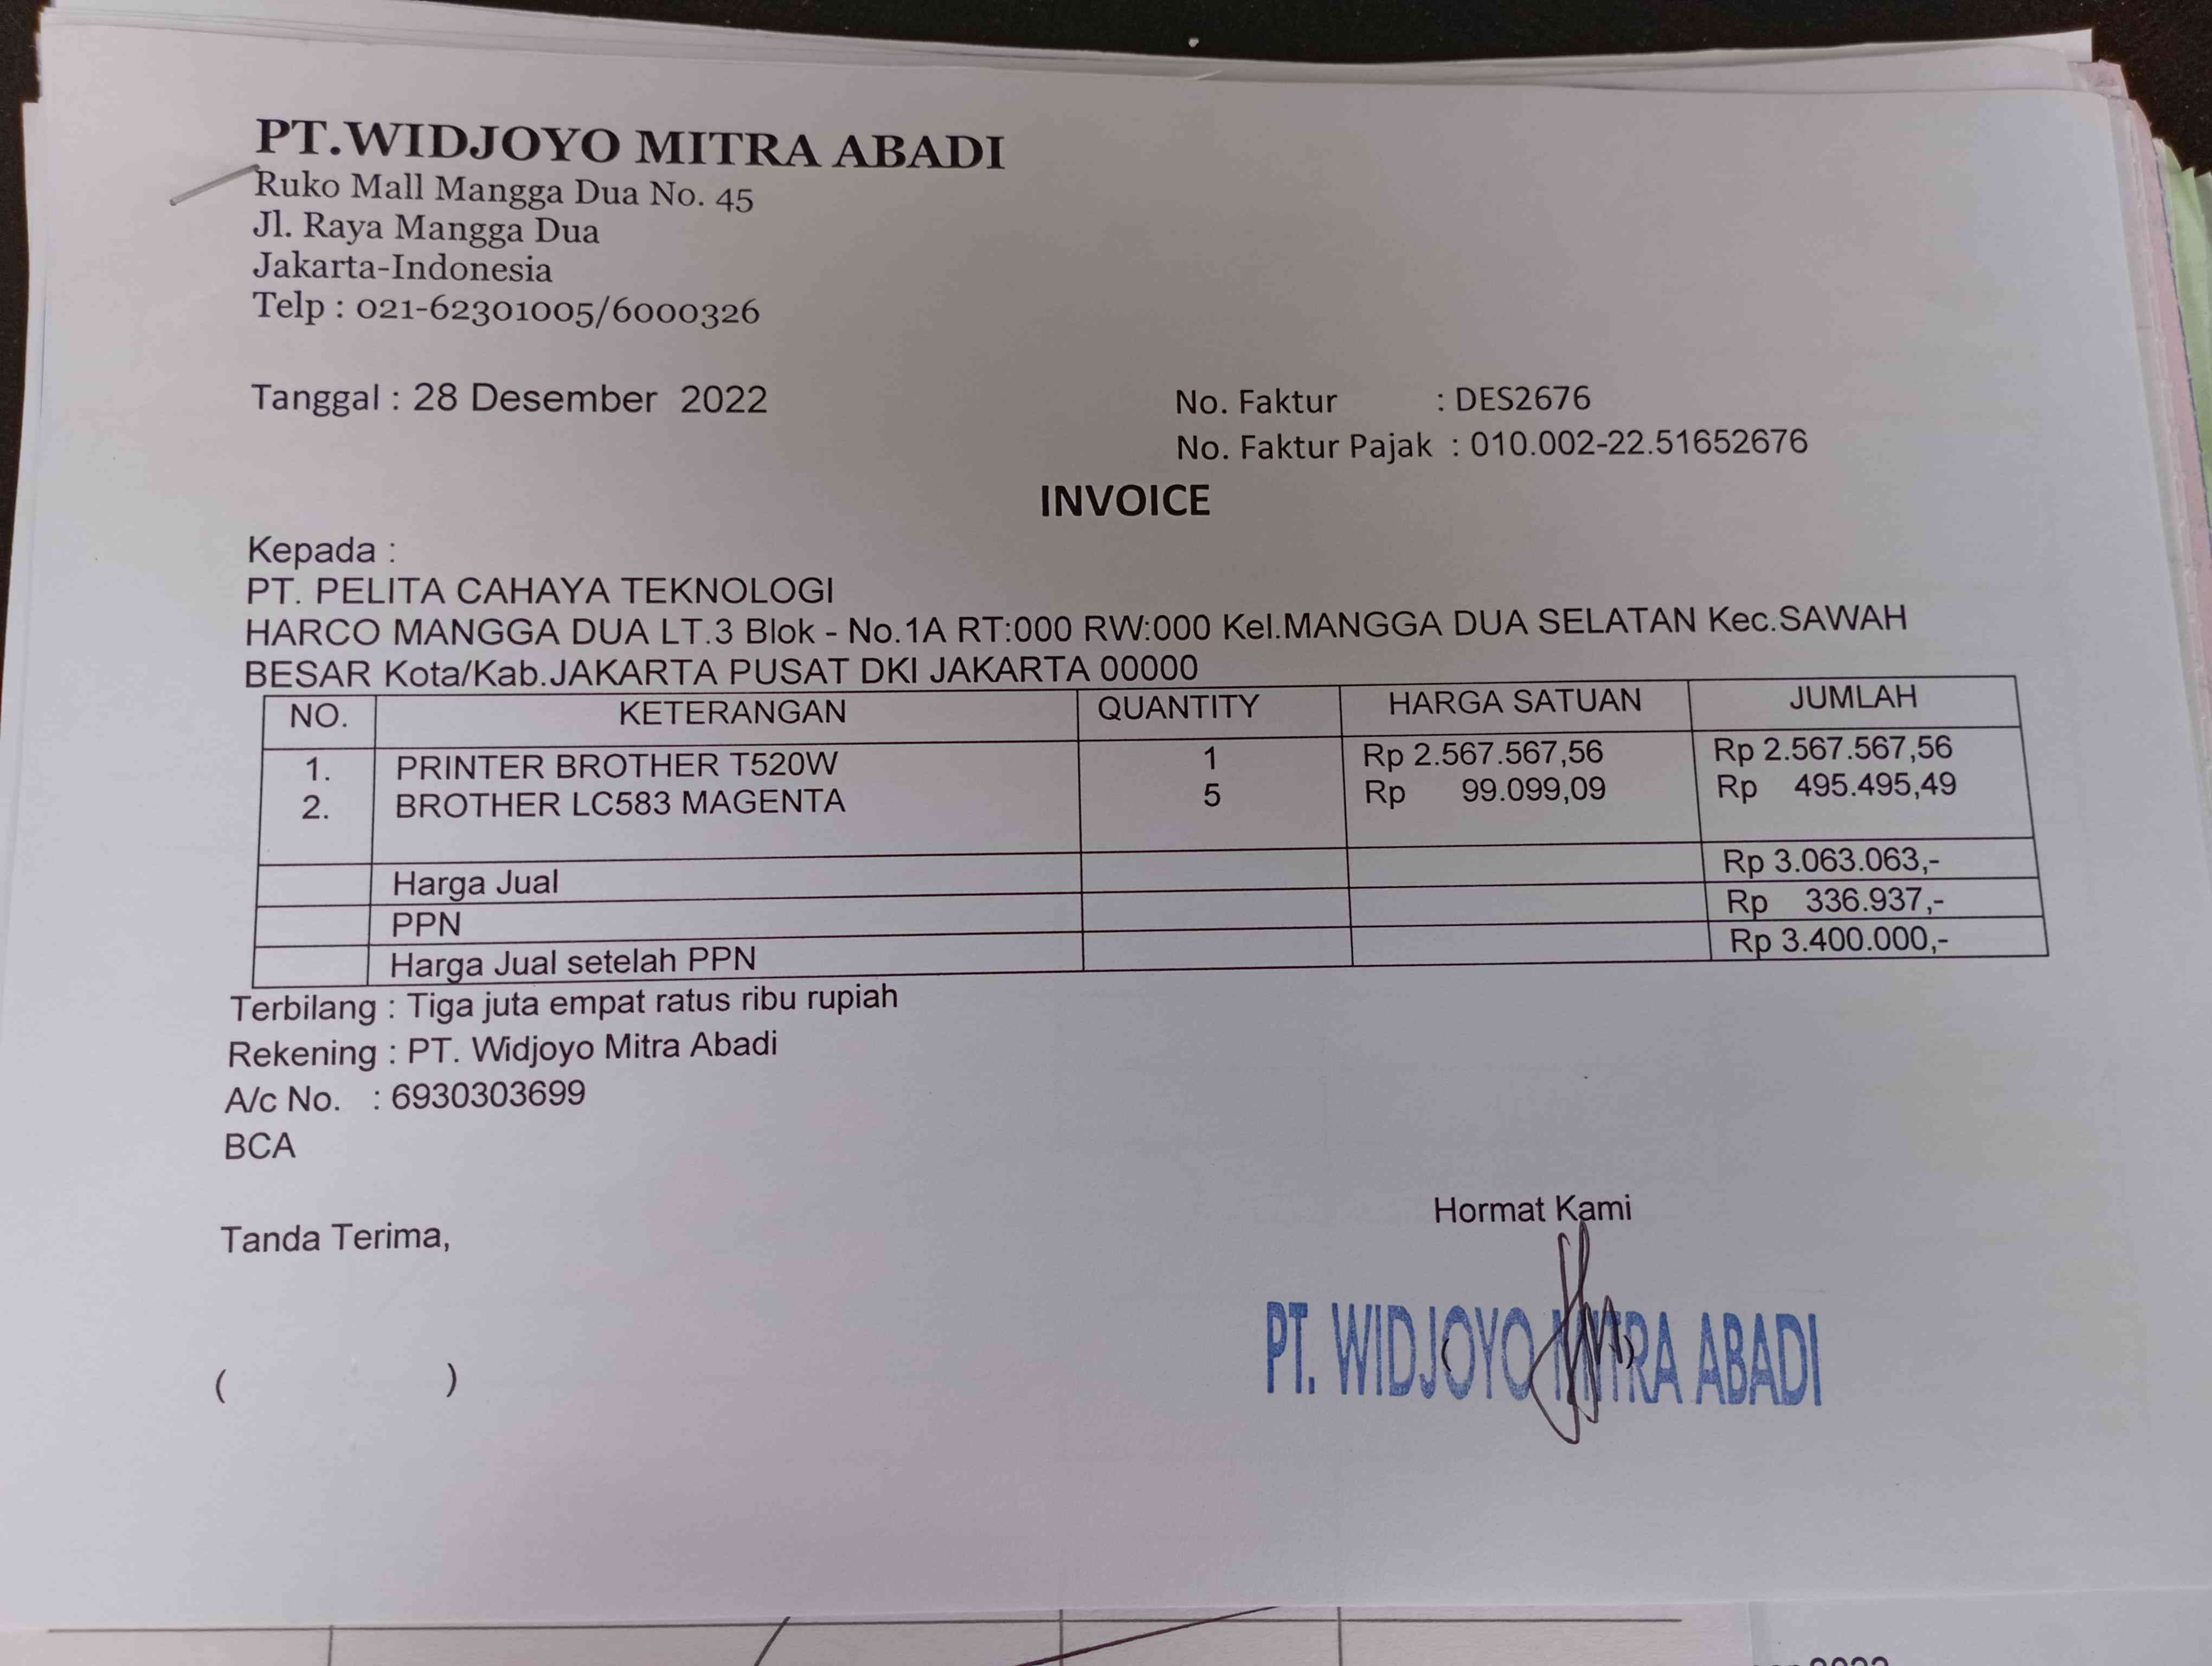 PT.WIDJOYO MITRA ABADI
Ruko Mall Mangga Dua No. 45
Jl. Raya Mangga Dua
Jakarta-Indonesia
Telp : 021-62301005/6000326
Tanggal : 28 Desember 2022
No. Faktur : DES2676
No. Faktur Pajak : 010.002-22.51652676
INVOICE
Kepada :
PT. PELITA CAHAYA TEKNOLOGI
HARCO MANGGA DUA LT.3 Blok - No.1A RT:000 RW:000 Kel.MANGGA DUA SELATAN Kec.SAWAH
BESAR Kota/Kab.JAKARTA PUSAT DKI JAKARTA 00000
NO. KETERANGAN QUANTITY HARGA SATUAN JUMLAH
1. PRINTER BROTHER T520W 1 Rp 2.567.567,56 Rp 2.567.567,56
2. BROTHER LC583 MAGENTA 5 Rp 99.099,09 Rp 495.495,49
Harga Jual Rp 3.063.063,-
PPN Rp 336.937,-
Harga Jual setelah PPN Rp 3.400.000,-
Terbilang : Tiga juta empat ratus ribu rupiah
Rekening : PT. Widjoyo Mitra Abadi
A/c No. : 6930303699
BCA
Tanda Terima,
Hormat Kami
PT. WIDJOYO MITRA ABADI
( )